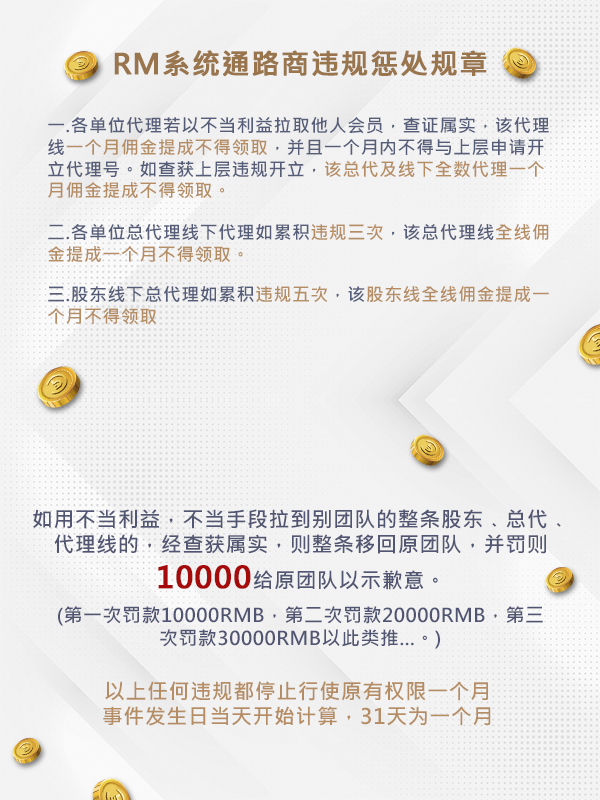 RM系统通路商违规惩处规章
一.各单位代理若以不当利益拉取他人会员，查证属实，该代理
线一个月佣金提成不得领取，并且一个月内不得与上层申请开
立代理号。如查获上层违规开立，该总代及线下全数代理一个
月佣金提成不得领取。
二.各单位总代理线下代理如累积违规三次，该总代理线全线佣
金提成一个月不得领取。
三.股东线下总代理如累积违规五次，该股东线全线佣金提成一
个月不得领取
如用不当利益，不当手段拉到别团队的整条股东、总代、
代理线的，经查获属实，则整条移回原团队，并罚则
10000给原团队以示歉意。
(第一次罚款10000RMB，第二次罚款20000RMB，第三
次罚款30000RMB以此类推...。)
以上任何违规都停止行使原有权限一个月
事件发生日当天开始计算，31天为一个月